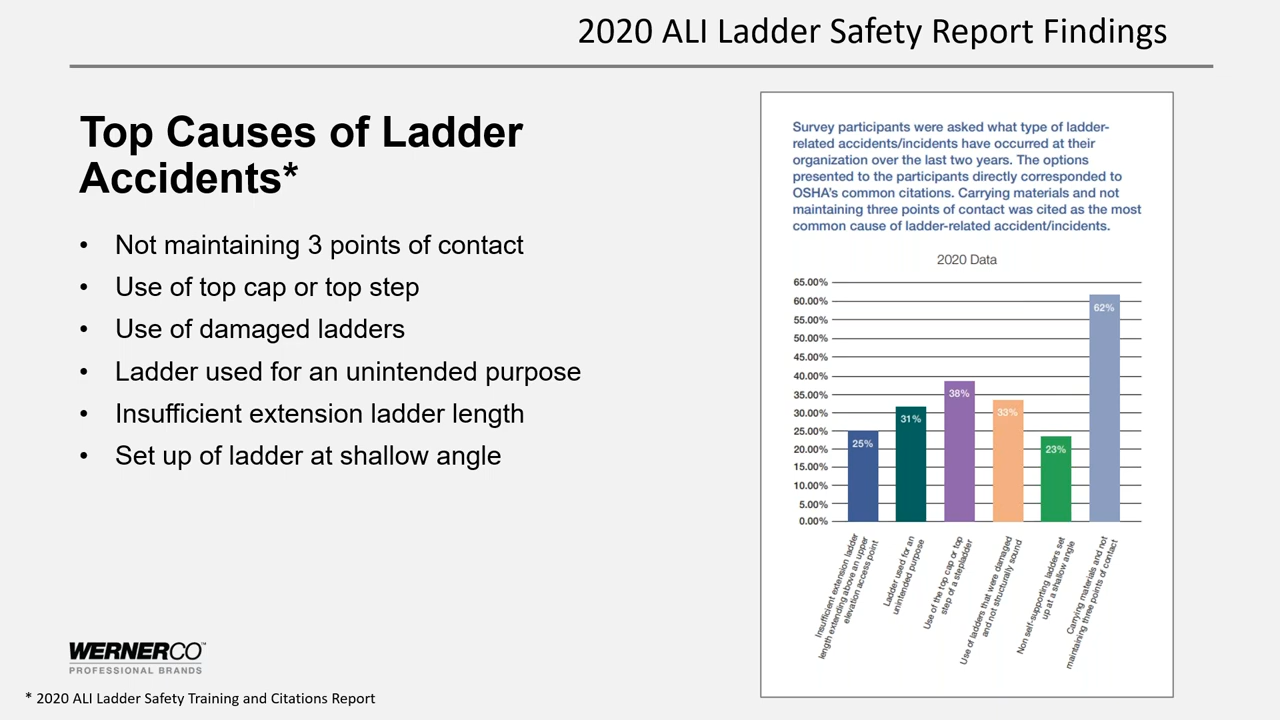 2020 ALI Ladder Safety Report Findings
Top Causes of Ladder
Accidents*
• Not maintaining 3 points of contact
• Use of top cap or top step
• Use of damaged ladders
• Ladder used for an unintended purpose
• Insufficient extension ladder length
• Set up of ladder at shallow angle
Survey participants were asked what type of ladder-
related accidents/incidents have occurred at their
organization over the last two years. The options
presented to the participants directly corresponded to
OSHA's common citations. Carrying materials and not
maintaining three points of contact was cited as the most
common cause of ladder-related accident/incidents.
2020 Data
65.00%
60.00%
55.00%
50.00%
45.00%
40.00%
35.00%
30.00%
25.00%
20.00%
15.00%
10.00%
5.00%
0.00%
25%
31%
38%
33%
23%
62%
Insufficient extension ladder
length extending above an upper
elevation access point
Ladder used for an
unintended purpose
Use of the top cap or top
step of a stepladder
Use of ladders that were damaged
and not structurally sound
Non self-supporting ladders set
up at a shallow angle
Carrying materials and not
maintaining three points of contact
WERNERCO™
PROFESSIONAL BRANDS
* 2020 ALI Ladder Safety Training and Citations Report